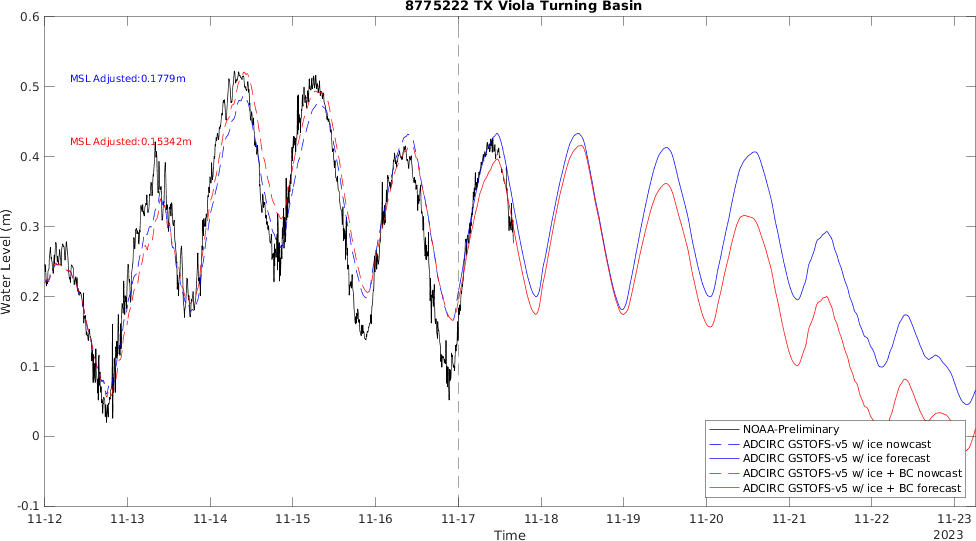 8775222 TX Viola Turning Basin
0.6
0.5
0.4
0.3
0.2
0.1
0
-0.1
Water Level (m)
MSL Adjusted:0.1779m
MSL Adjusted:0.15342m
NOAA-Preliminary
ADCIRC GSTOFS-v5 w/ ice nowcast
ADCIRC GSTOFS-v5 w/ ice forecast
ADCIRC GSTOFS-v5 w/ ice + BC nowcast
ADCIRC GSTOFS-v5 w/ ice + BC forecast
11-12 11-13 11-14 11-15 11-16 11-17 11-18 11-19 11-20 11-21 11-22 11-23
2023
Time